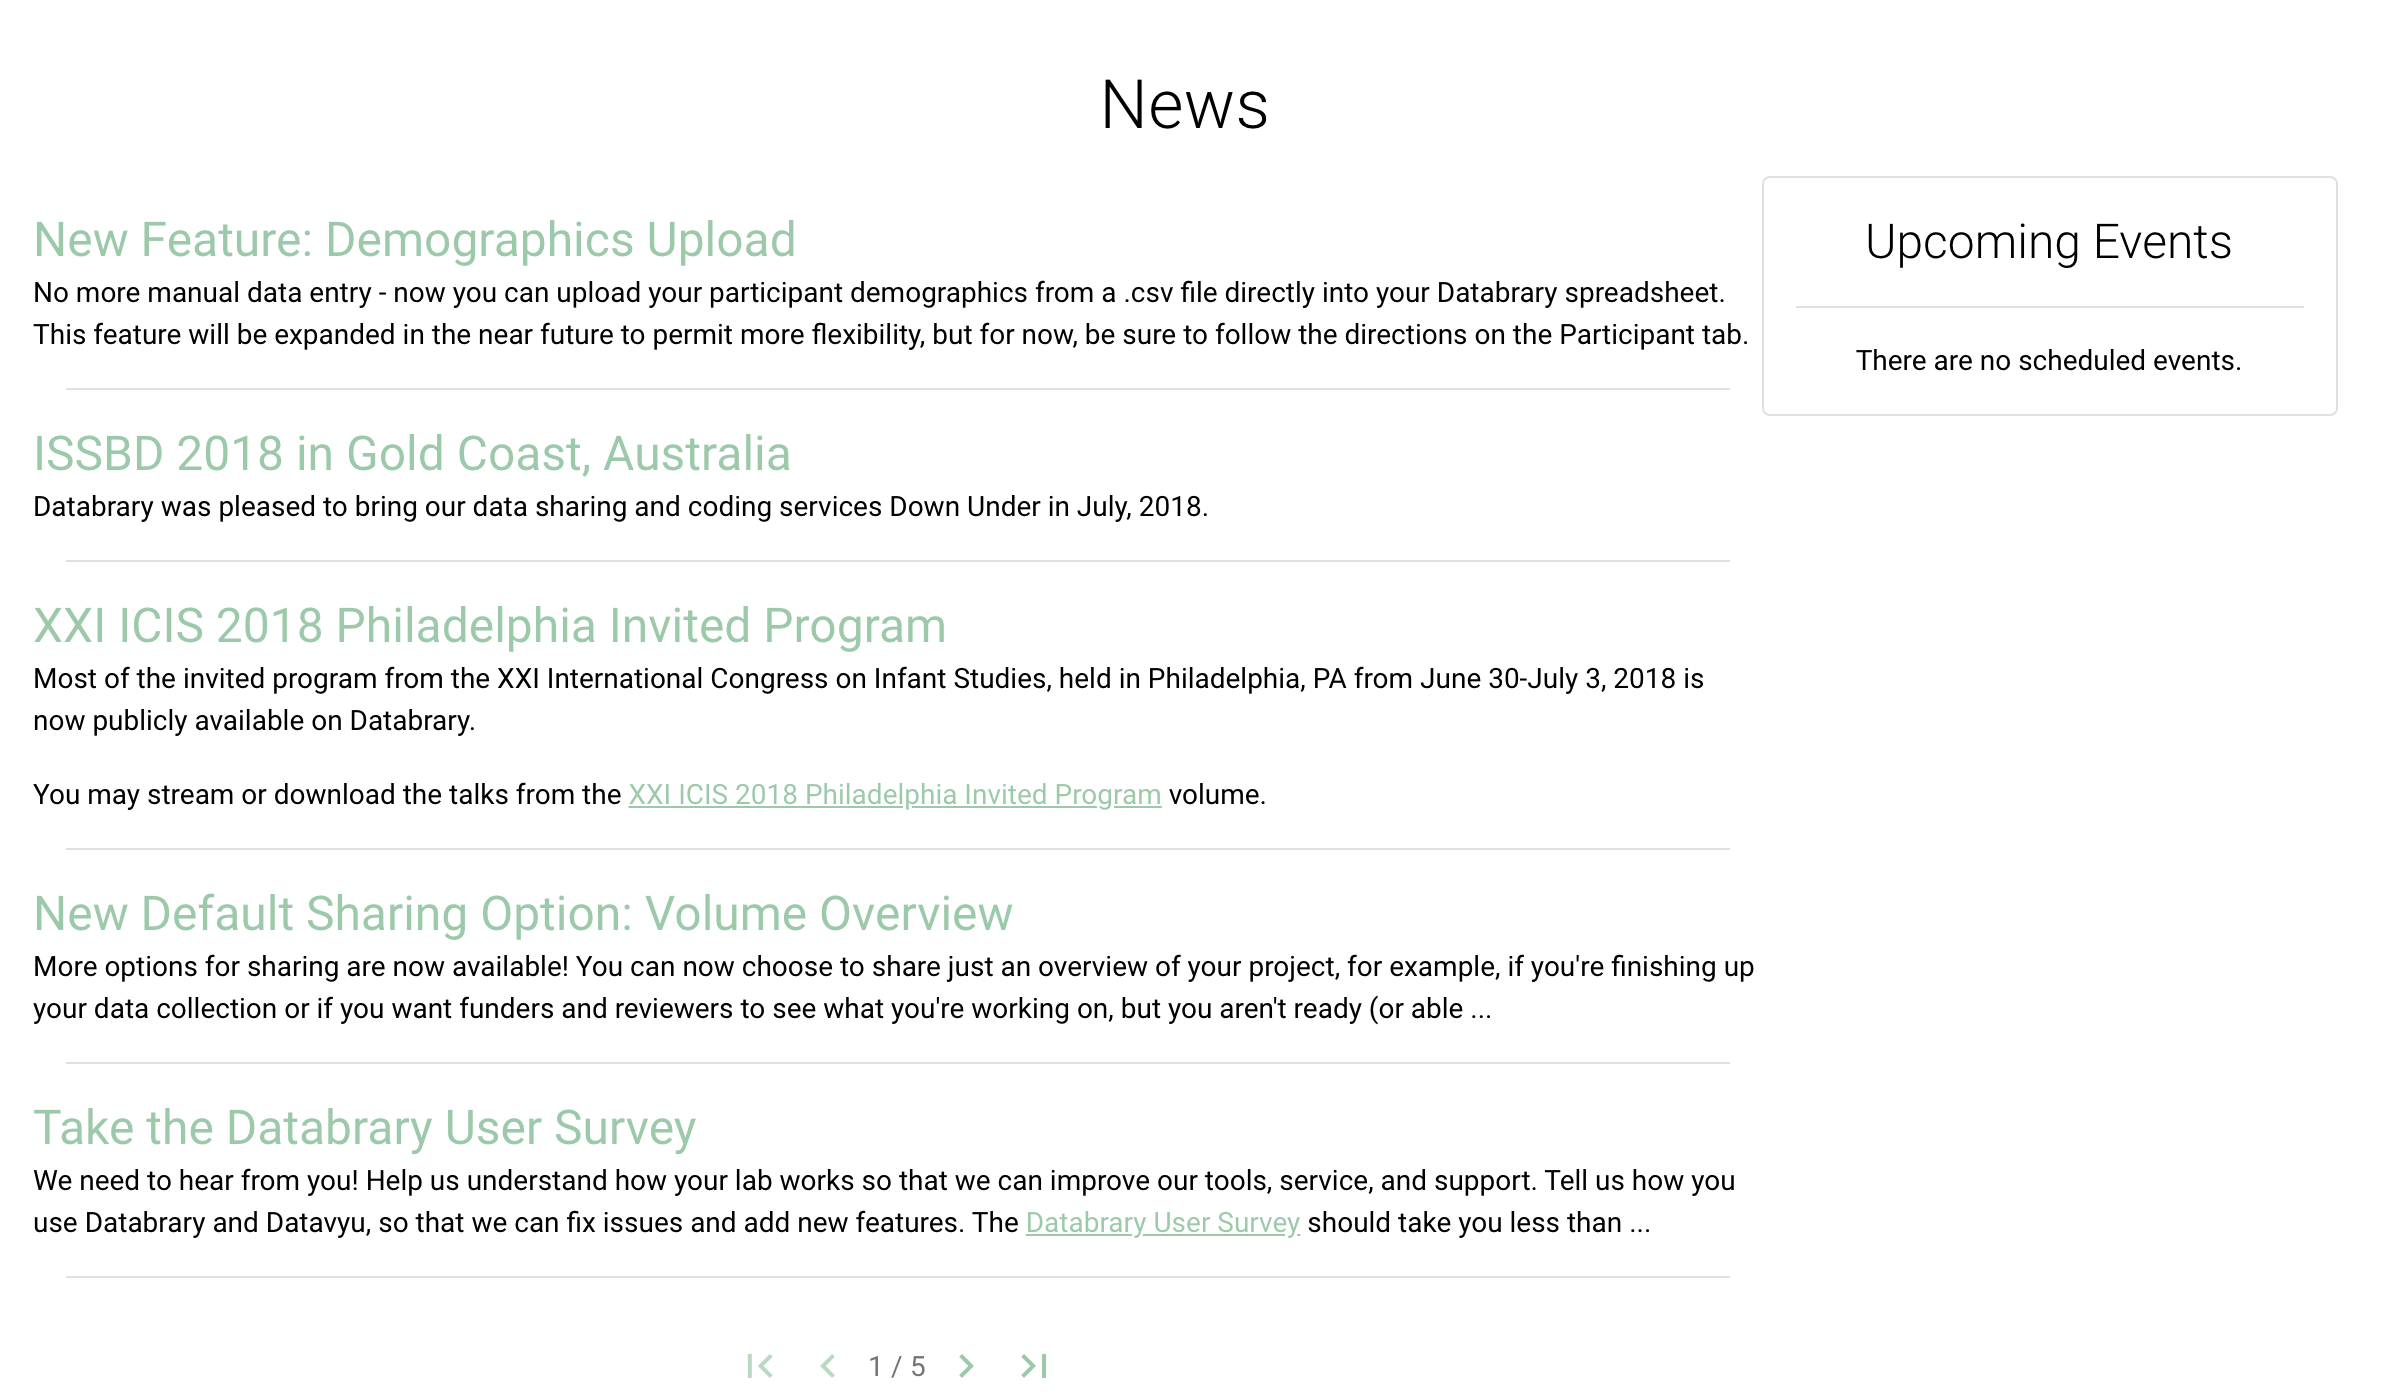 News
New Feature: Demographics Upload
No more manual data entry - now you can upload your participant demographics from a .csv file directly into your Databrary spreadsheet.
This feature will be expanded in the near future to permit more flexibility, but for now, be sure to follow the directions on the Participant tab.
ISSBD 2018 in Gold Coast, Australia
Databrary was pleased to bring our data sharing and coding services Down Under in July, 2018.
XXI ICIS 2018 Philadelphia Invited Program
Most of the invited program from the XXI International Congress on Infant Studies, held in Philadelphia, PA from June 30-July 3, 2018 is
now publicly available on Databrary.
You may stream or download the talks from the XXI ICIS 2018 Philadelphia Invited Program volume.
New Default Sharing Option: Volume Overview
More options for sharing are now available! You can now choose to share just an overview of your project, for example, if you're finishing up
your data collection or if you want funders and reviewers to see what you're working on, but you aren't ready (or able ...
Take the Databrary User Survey
We need to hear from you! Help us understand how your lab works so that we can improve our tools, service, and support. Tell us how you
use Databrary and Datavyu, so that we can fix issues and add new features. The Databrary User Survey should take you less than ...
1 / 5
Upcoming Events
There are no scheduled events.